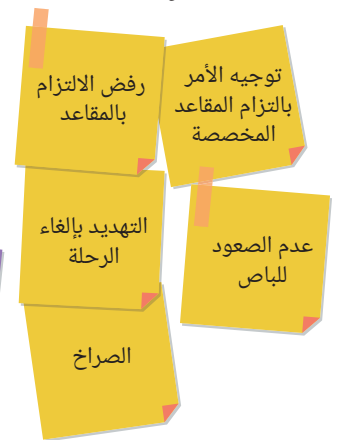 توجيه الأمر
بالتزام المقاعد
المخصصة
رفض الالتزام
بالمقاعد
عدم الصعود
للباص
التهديد بإلغاء
الرحلة
الصراخ